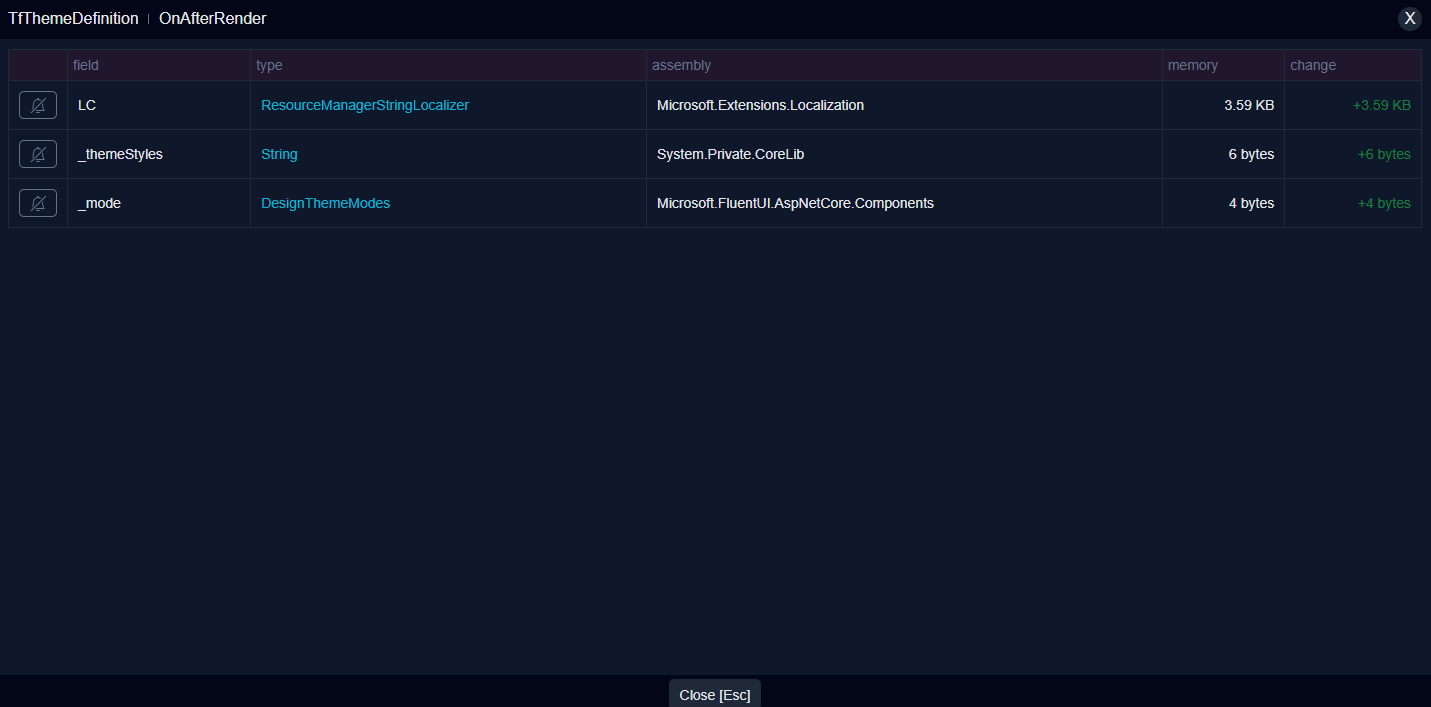 TfThemeDefinition | OnAfterRender X
field type assembly memory change
LC ResourceManagerStringLocalizer Microsoft.Extensions.Localization 3.59 KB +3.59 KB
_themeStyles String System.Private.CoreLib 6 bytes +6 bytes
_mode DesignThemeModes Microsoft.FluentUI.AspNetCore.Components 4 bytes +4 bytes
Close [Esc]